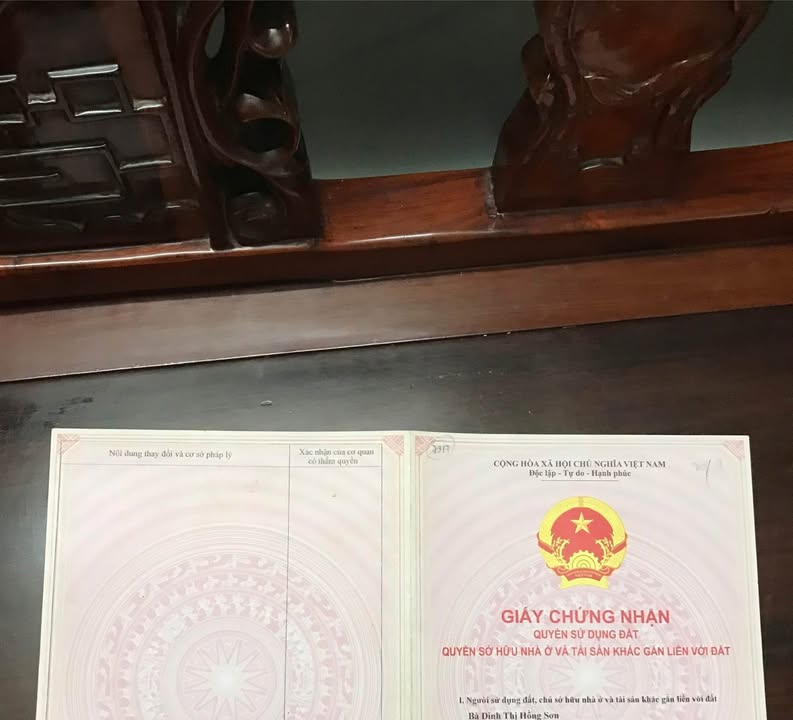 Nội dung thay đổi và cơ sở pháp lý
Xác nhận của cơ quan
có thẩm quyền
CỘNG HÒA XÃ HỘI CHỦ NGHĨA VIỆT NAM
Độc lập - Tự do - Hạnh phúc
GIẤY CHỨNG NHẬN
QUYỀN SỬ DỤNG ĐẤT
QUYỀN SỞ HỮU NHÀ Ở VÀ TÀI SẢN KHÁC GẮN LIỀN VỚI ĐẤT
I. Người sử dụng đất, chủ sở hữu nhà ở và tài sản khác gắn liền với đất
Bà Đinh Thị Hồng Sơn